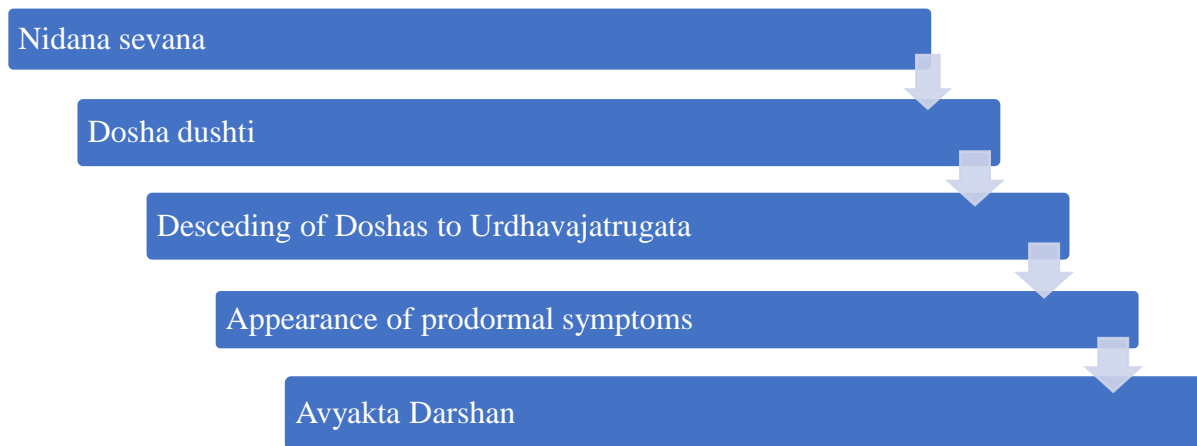 Nidana sevana
Dosha dushti
Desceding of Doshas to Urdhavajatrugata
Appearance of prodormal symptoms
Avyakta Darshan